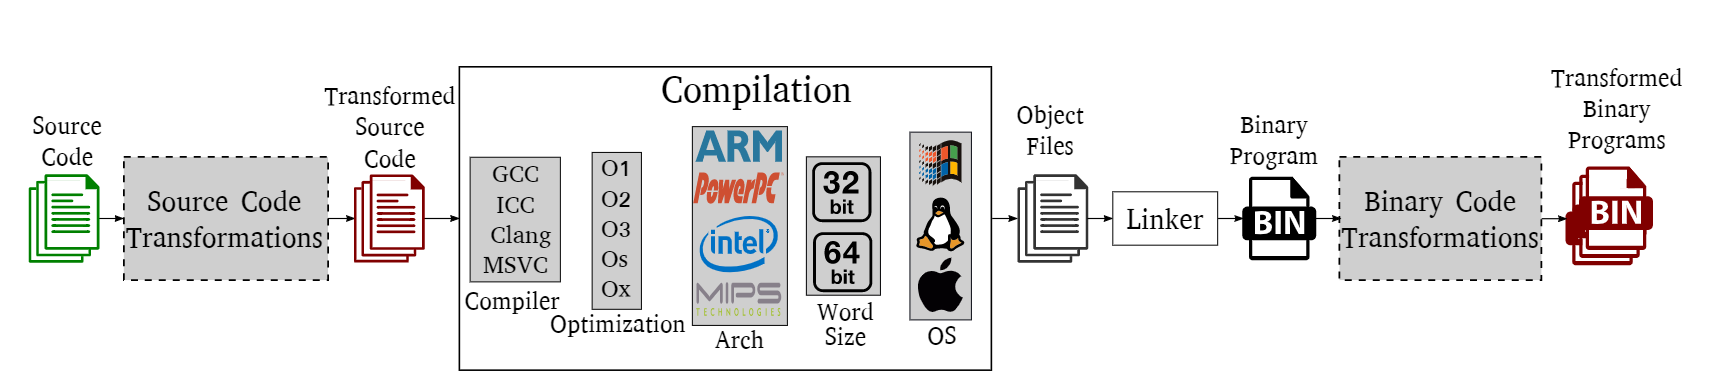 Source
Code
Source Code
Transformations
Transformed
Source
Code
Compilation
GCC
ICC
Clang
MSVC
Compiler
O1
O2
O3
Os
Ox
Optimization
ARM
PowerPC
intel
MIPS
TECHNOLOGIES
Arch
32
bit
64
bit
Word
Size
OS
Object
Files
Linker
Binary
Program
BIN
Binary Code
Transformations
Transformed
Binary
Programs
BIN